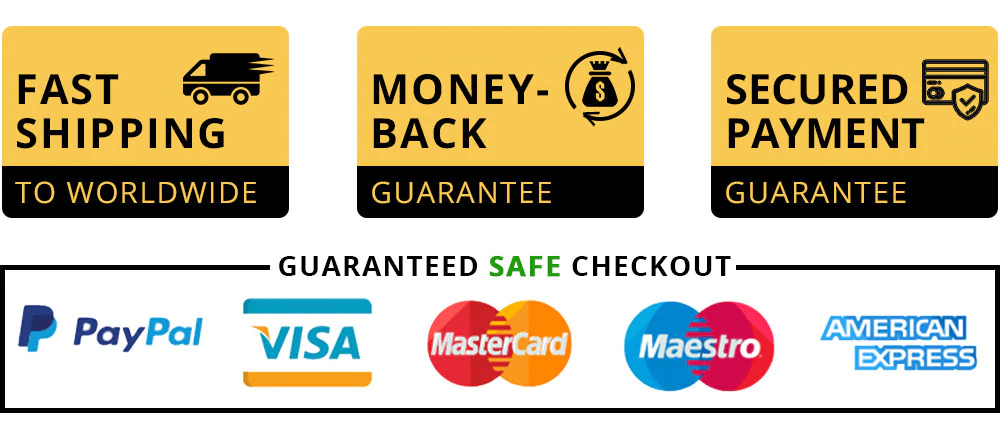 FAST
SHIPPING
TO WORLDWIDE
MONEY-
BACK
$
GUARANTEE
SECURED
PAYMENT
GUARANTEE
GUARANTEED SAFE CHECKOUT
PayPal
VISA
MasterCard
Maestro
AMERICAN
EXPRESS